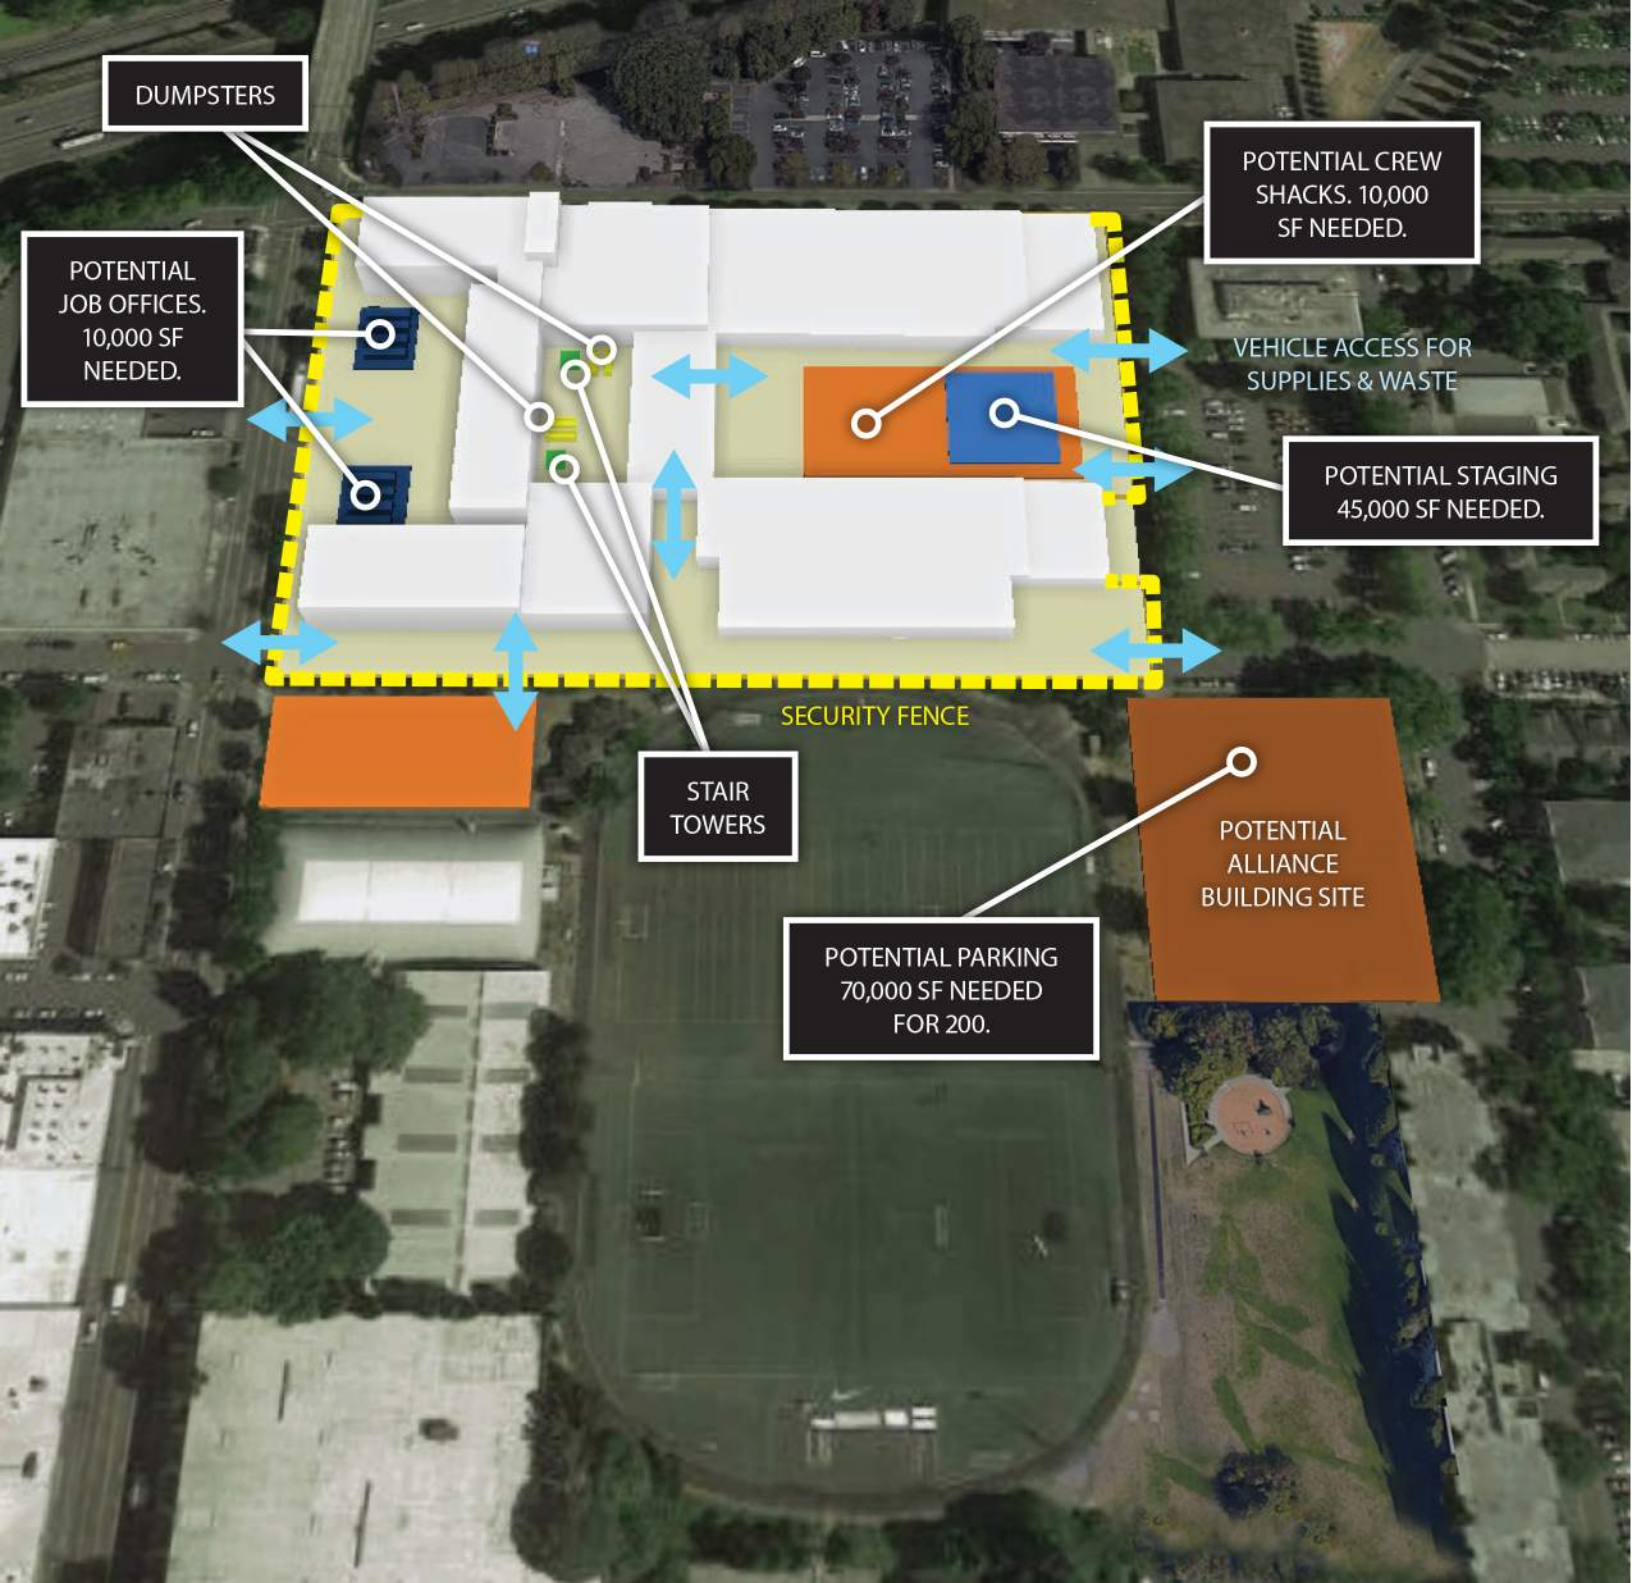 DUMPSTERS
POTENTIAL CREW
SHACKS. 10,000
SF NEEDED.
POTENTIAL
JOB OFFICES.
10,000 SF
NEEDED.
VEHICLE ACCESS FOR
SUPPLIES & WASTE
POTENTIAL STAGING
45,000 SF NEEDED.
SECURITY FENCE
STAIR
TOWERS
POTENTIAL
ALLIANCE
BUILDING SITE
POTENTIAL PARKING
70,000 SF NEEDED
FOR 200.